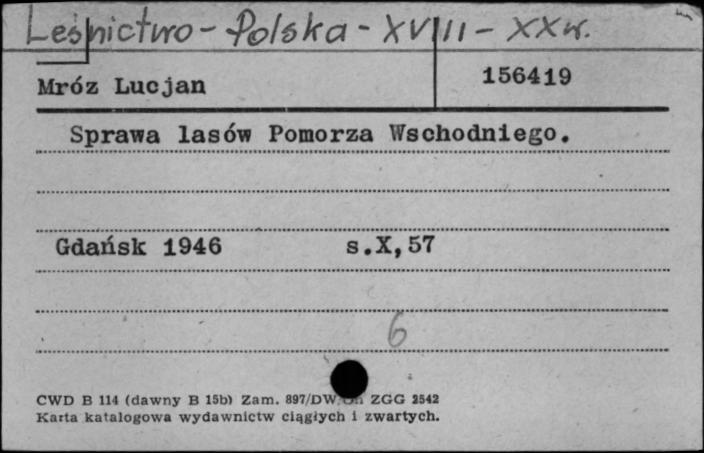 Leśnictwo - Polska - XVIII - XX w.
Mróz Lucjan 156419
Sprawa lasów Pomorza Wschodniego.
Gdańsk 1946 s.X,57
6
CWD B 114 (dawny B 15b) Zam. 897/DW ZGG 2542
Karta katalogowa wydawnictw ciągłych i zwartych.